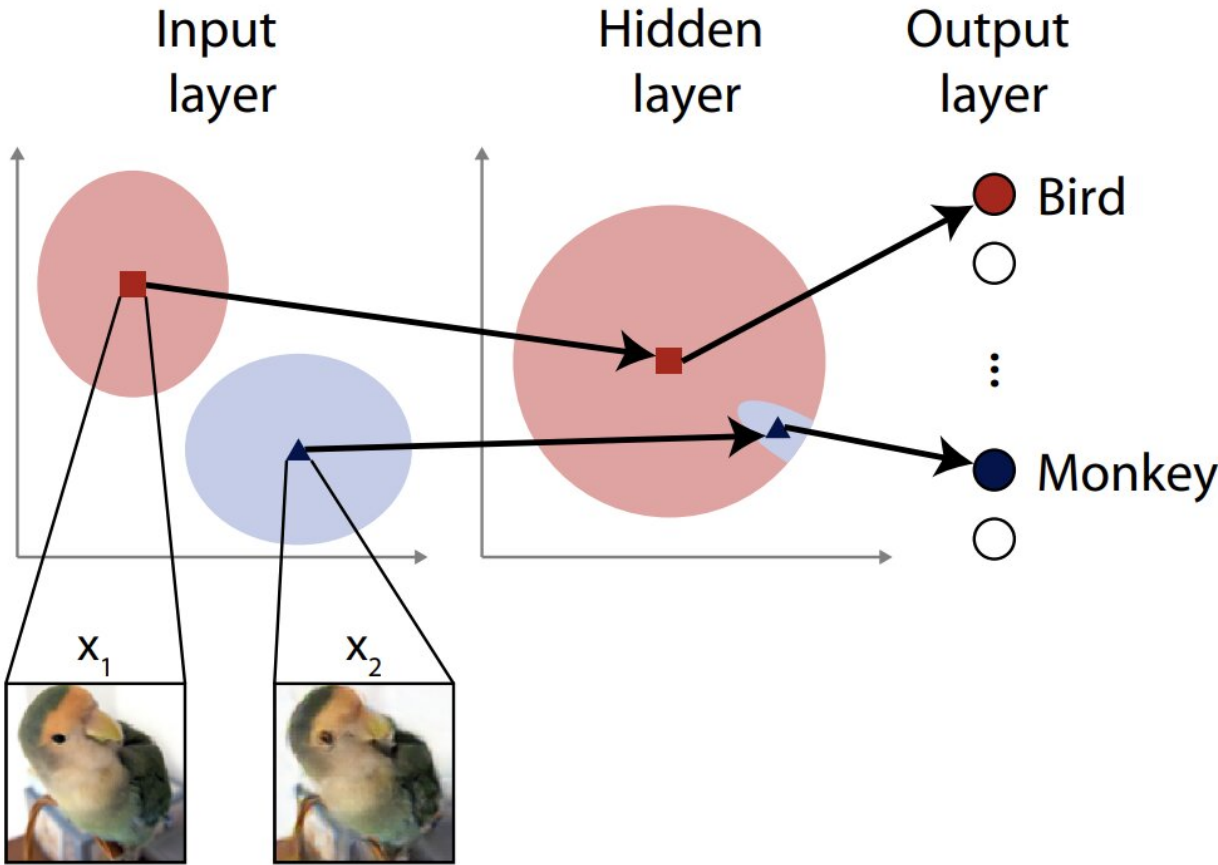 Input
layer
Hidden
layer
Output
layer
Bird
...
Monkey
x₁
x₂